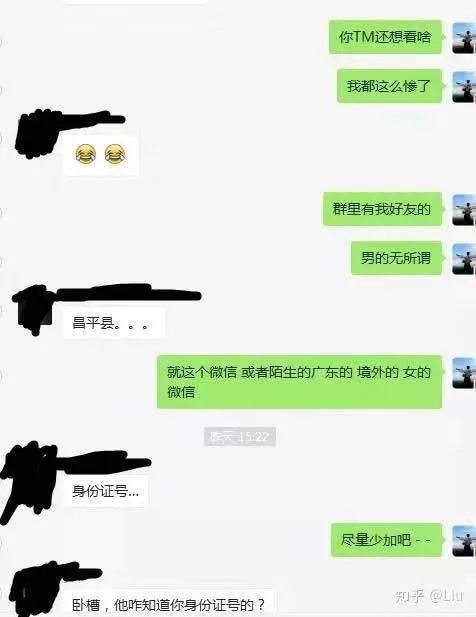 你TM还想看啥
我都这么惨了
😂😂
群里有我好友的
男的无所谓
昌平县。。。
就这个微信 或者陌生的广东的 境外的 女的
微信
昨天 15:22
身份证号...
尽量少加吧 - -
卧槽，他咋知道你身份证号的？
知乎 @Liu